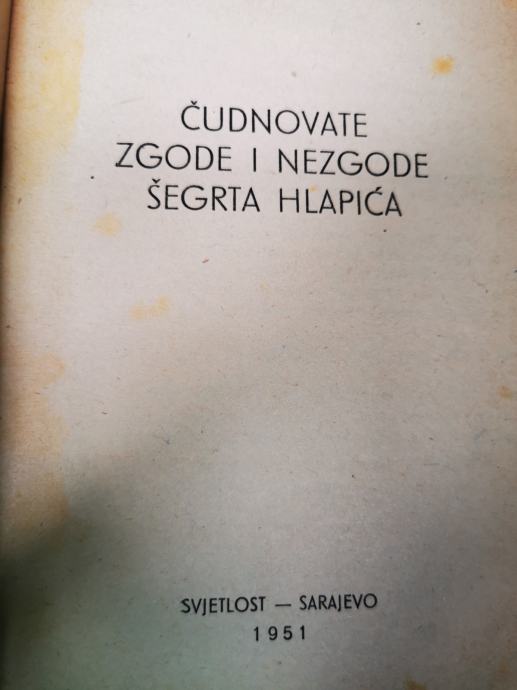 ČUDNOVATE
ZGODE I NEZGODE
ŠEGRTA HLAPIĆA
SVJETLOST — SARAJEVO
1951